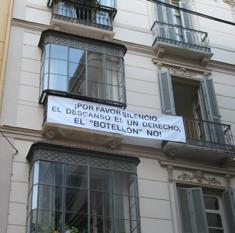 ¡POR FAVOR SILENCIO,
EL DESCANSO ES UN DERECHO,
EL "BOTELLÓN" NO!